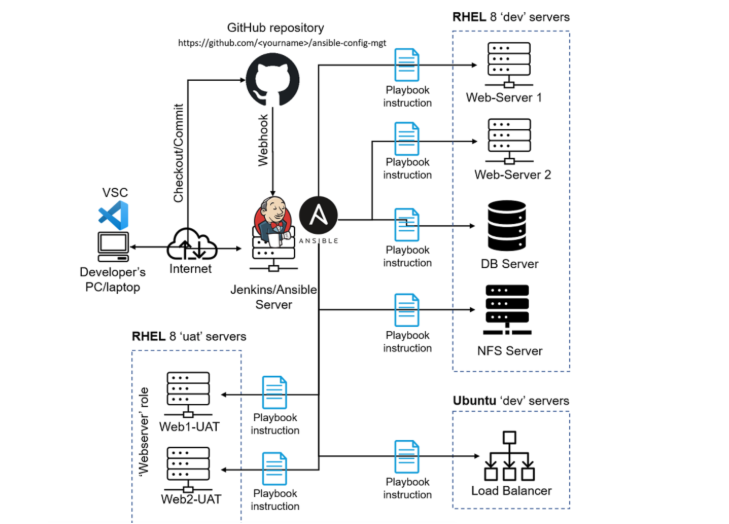 GitHub repository
https://github.com/<yourname>/ansible-config-mgt
RHEL 8 'dev' servers
Playbook
instruction
Web-Server 1
Checkout/Commit
Webhook
Playbook
instruction
Web-Server 2
VSC
ANSIBLE
Playbook
instruction
DB Server
Developer's
PC/laptop
Internet
Jenkins/Ansible
Server
Playbook
instruction
NFS Server
RHEL 8 'uat' servers
'Webserver' role
Web1-UAT
Playbook
instruction
Web2-UAT
Playbook
instruction
Ubuntu 'dev' servers
Playbook
instruction
Load Balancer